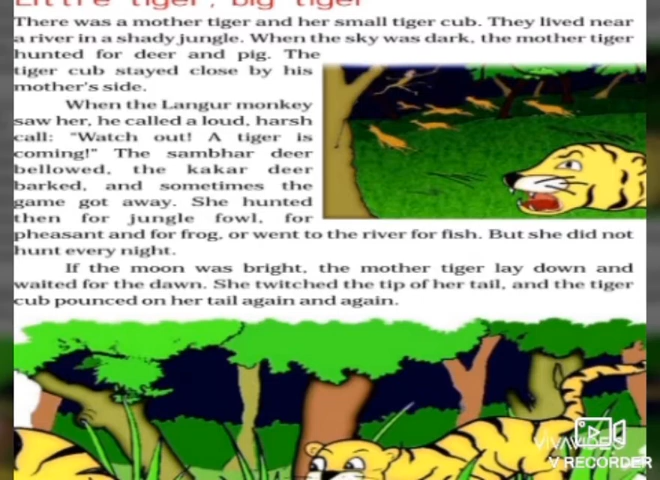 Little tiger, big tiger
There was a mother tiger and her small tiger cub. They lived near
a river in a shady jungle. When the sky was dark, the mother tiger
hunted for deer and pig. The
tiger cub stayed close by his
mother's side.
When the Langur monkey
saw her, he called a loud, harsh
call: "Watch out! A tiger is
coming!" The sambhar deer
bellowed, the kakar deer
barked, and sometimes the
game got away. She hunted
then for jungle fowl, for
pheasant and for frog, or went to the river for fish. But she did not
hunt every night.
If the moon was bright, the mother tiger lay down and
waited for the dawn. She twitched the tip of her tail, and the tiger
cub pounced on her tail again and again.
VIVAVIDEO
V RECORDER